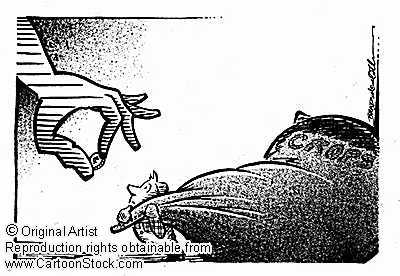 CROPS
© Original Artist
Reproduction rights obtainable from
www.CartoonStock.com